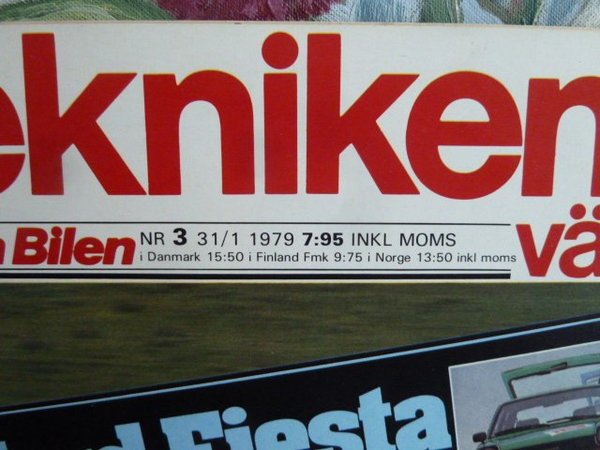 ekniken
Bilen NR 3 31/1 1979 7:95 INKL MOMS vä
i Danmark 15:50 i Finland Fmk 9:75 i Norge 13:50 inkl moms
Fiesta